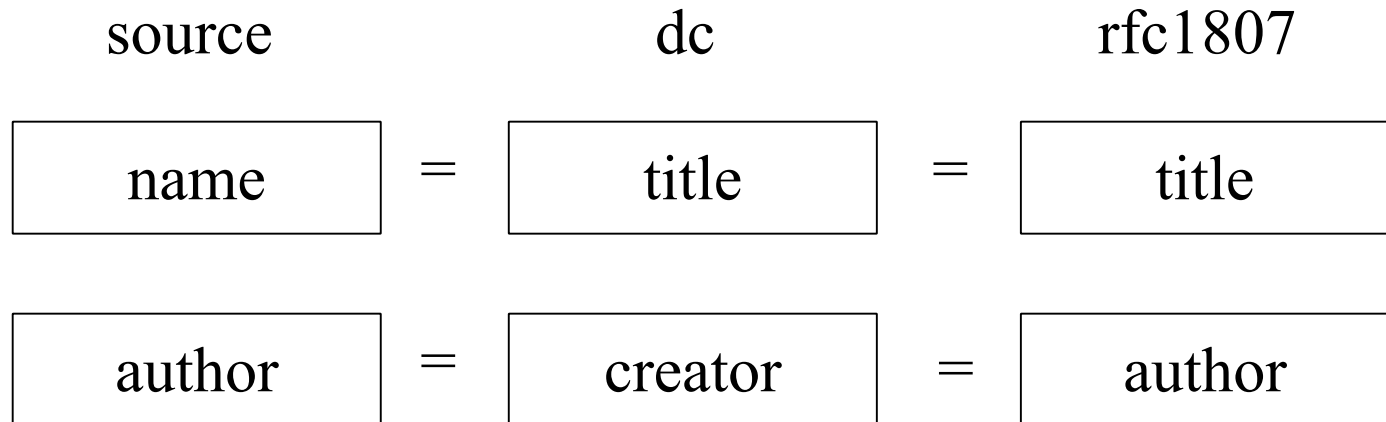 source dc rfc1807
name = title = title
author = creator = author